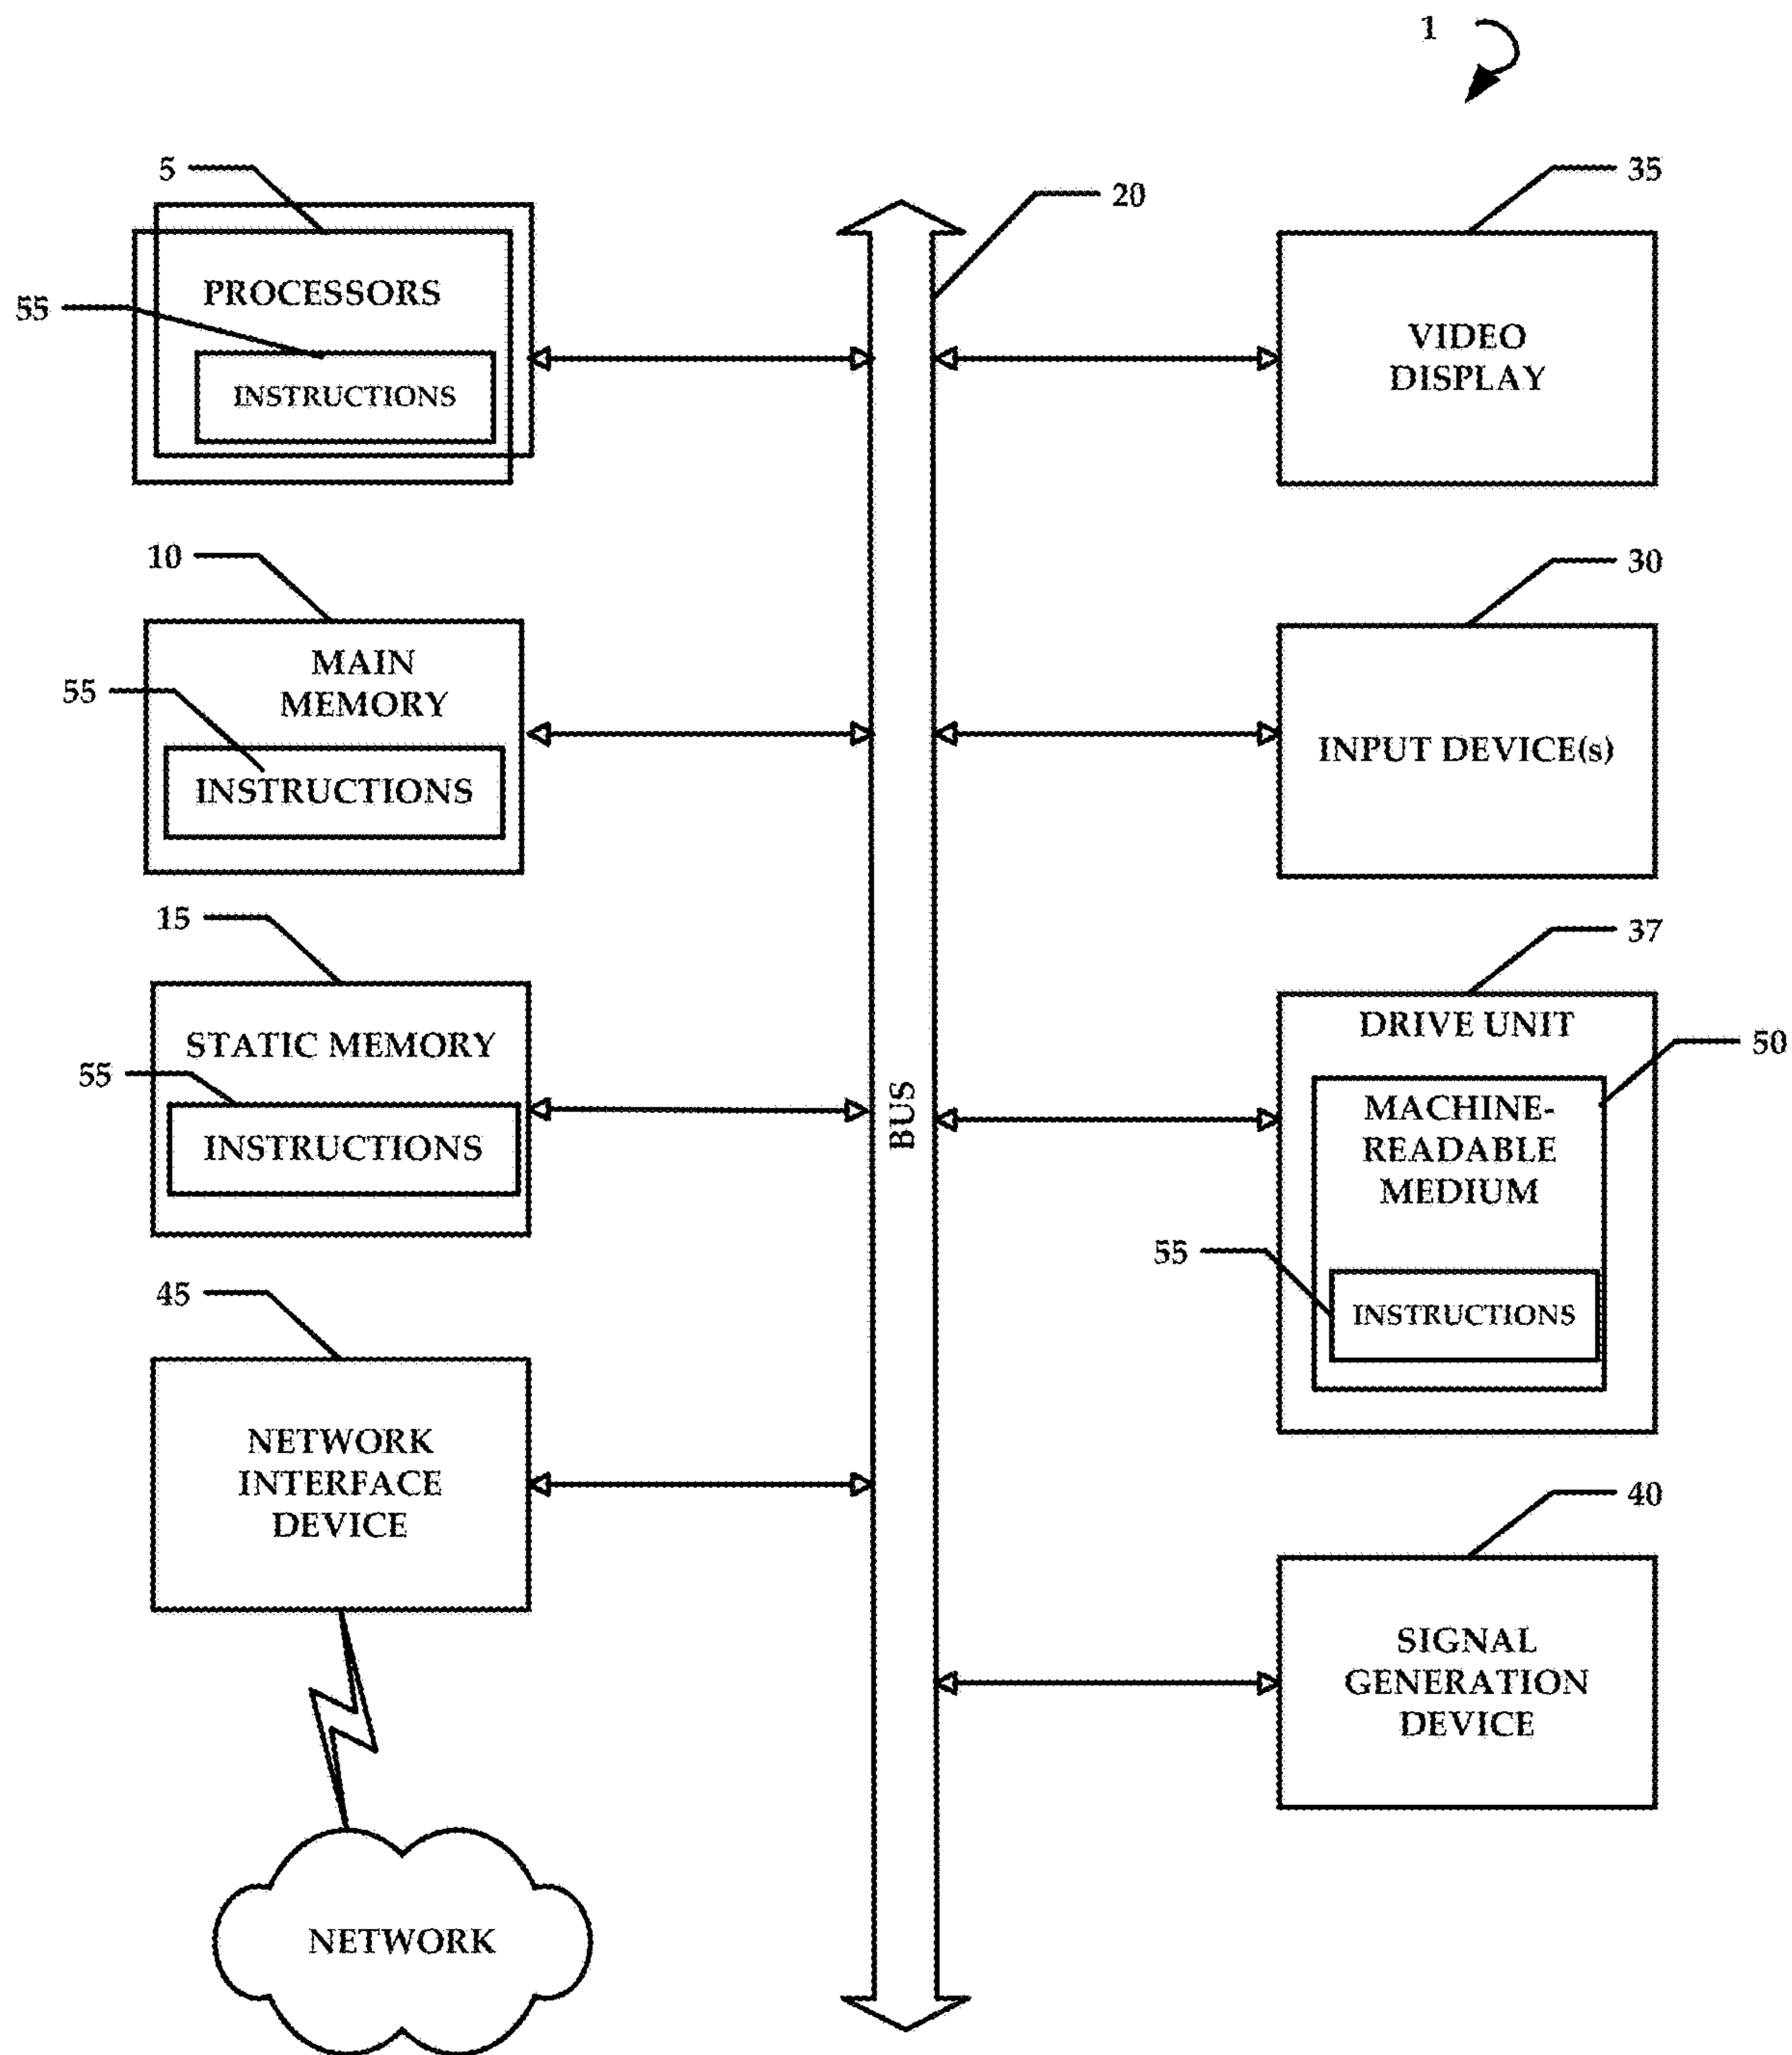 1
5
PROCESSORS
55
INSTRUCTIONS
20
35
VIDEO
DISPLAY
10
MAIN
MEMORY
55
INSTRUCTIONS
30
INPUT DEVICE(s)
15
STATIC MEMORY
55
INSTRUCTIONS
BUS
37
DRIVE UNIT
50
MACHINE-
READABLE
MEDIUM
55
INSTRUCTIONS
45
NETWORK
INTERFACE
DEVICE
40
SIGNAL
GENERATION
DEVICE
NETWORK